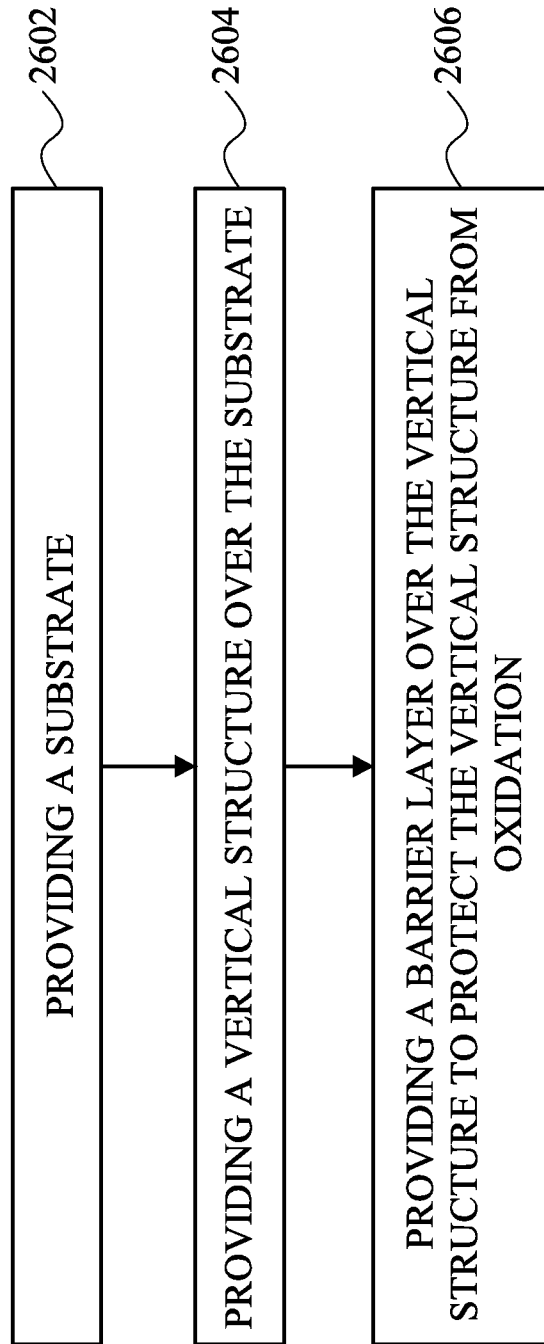 PROVIDING A SUBSTRATE
2602
PROVIDING A VERTICAL STRUCTURE OVER THE SUBSTRATE
2604
PROVIDING A BARRIER LAYER OVER THE VERTICAL
STRUCTURE TO PROTECT THE VERTICAL STRUCTURE FROM
OXIDATION
2606